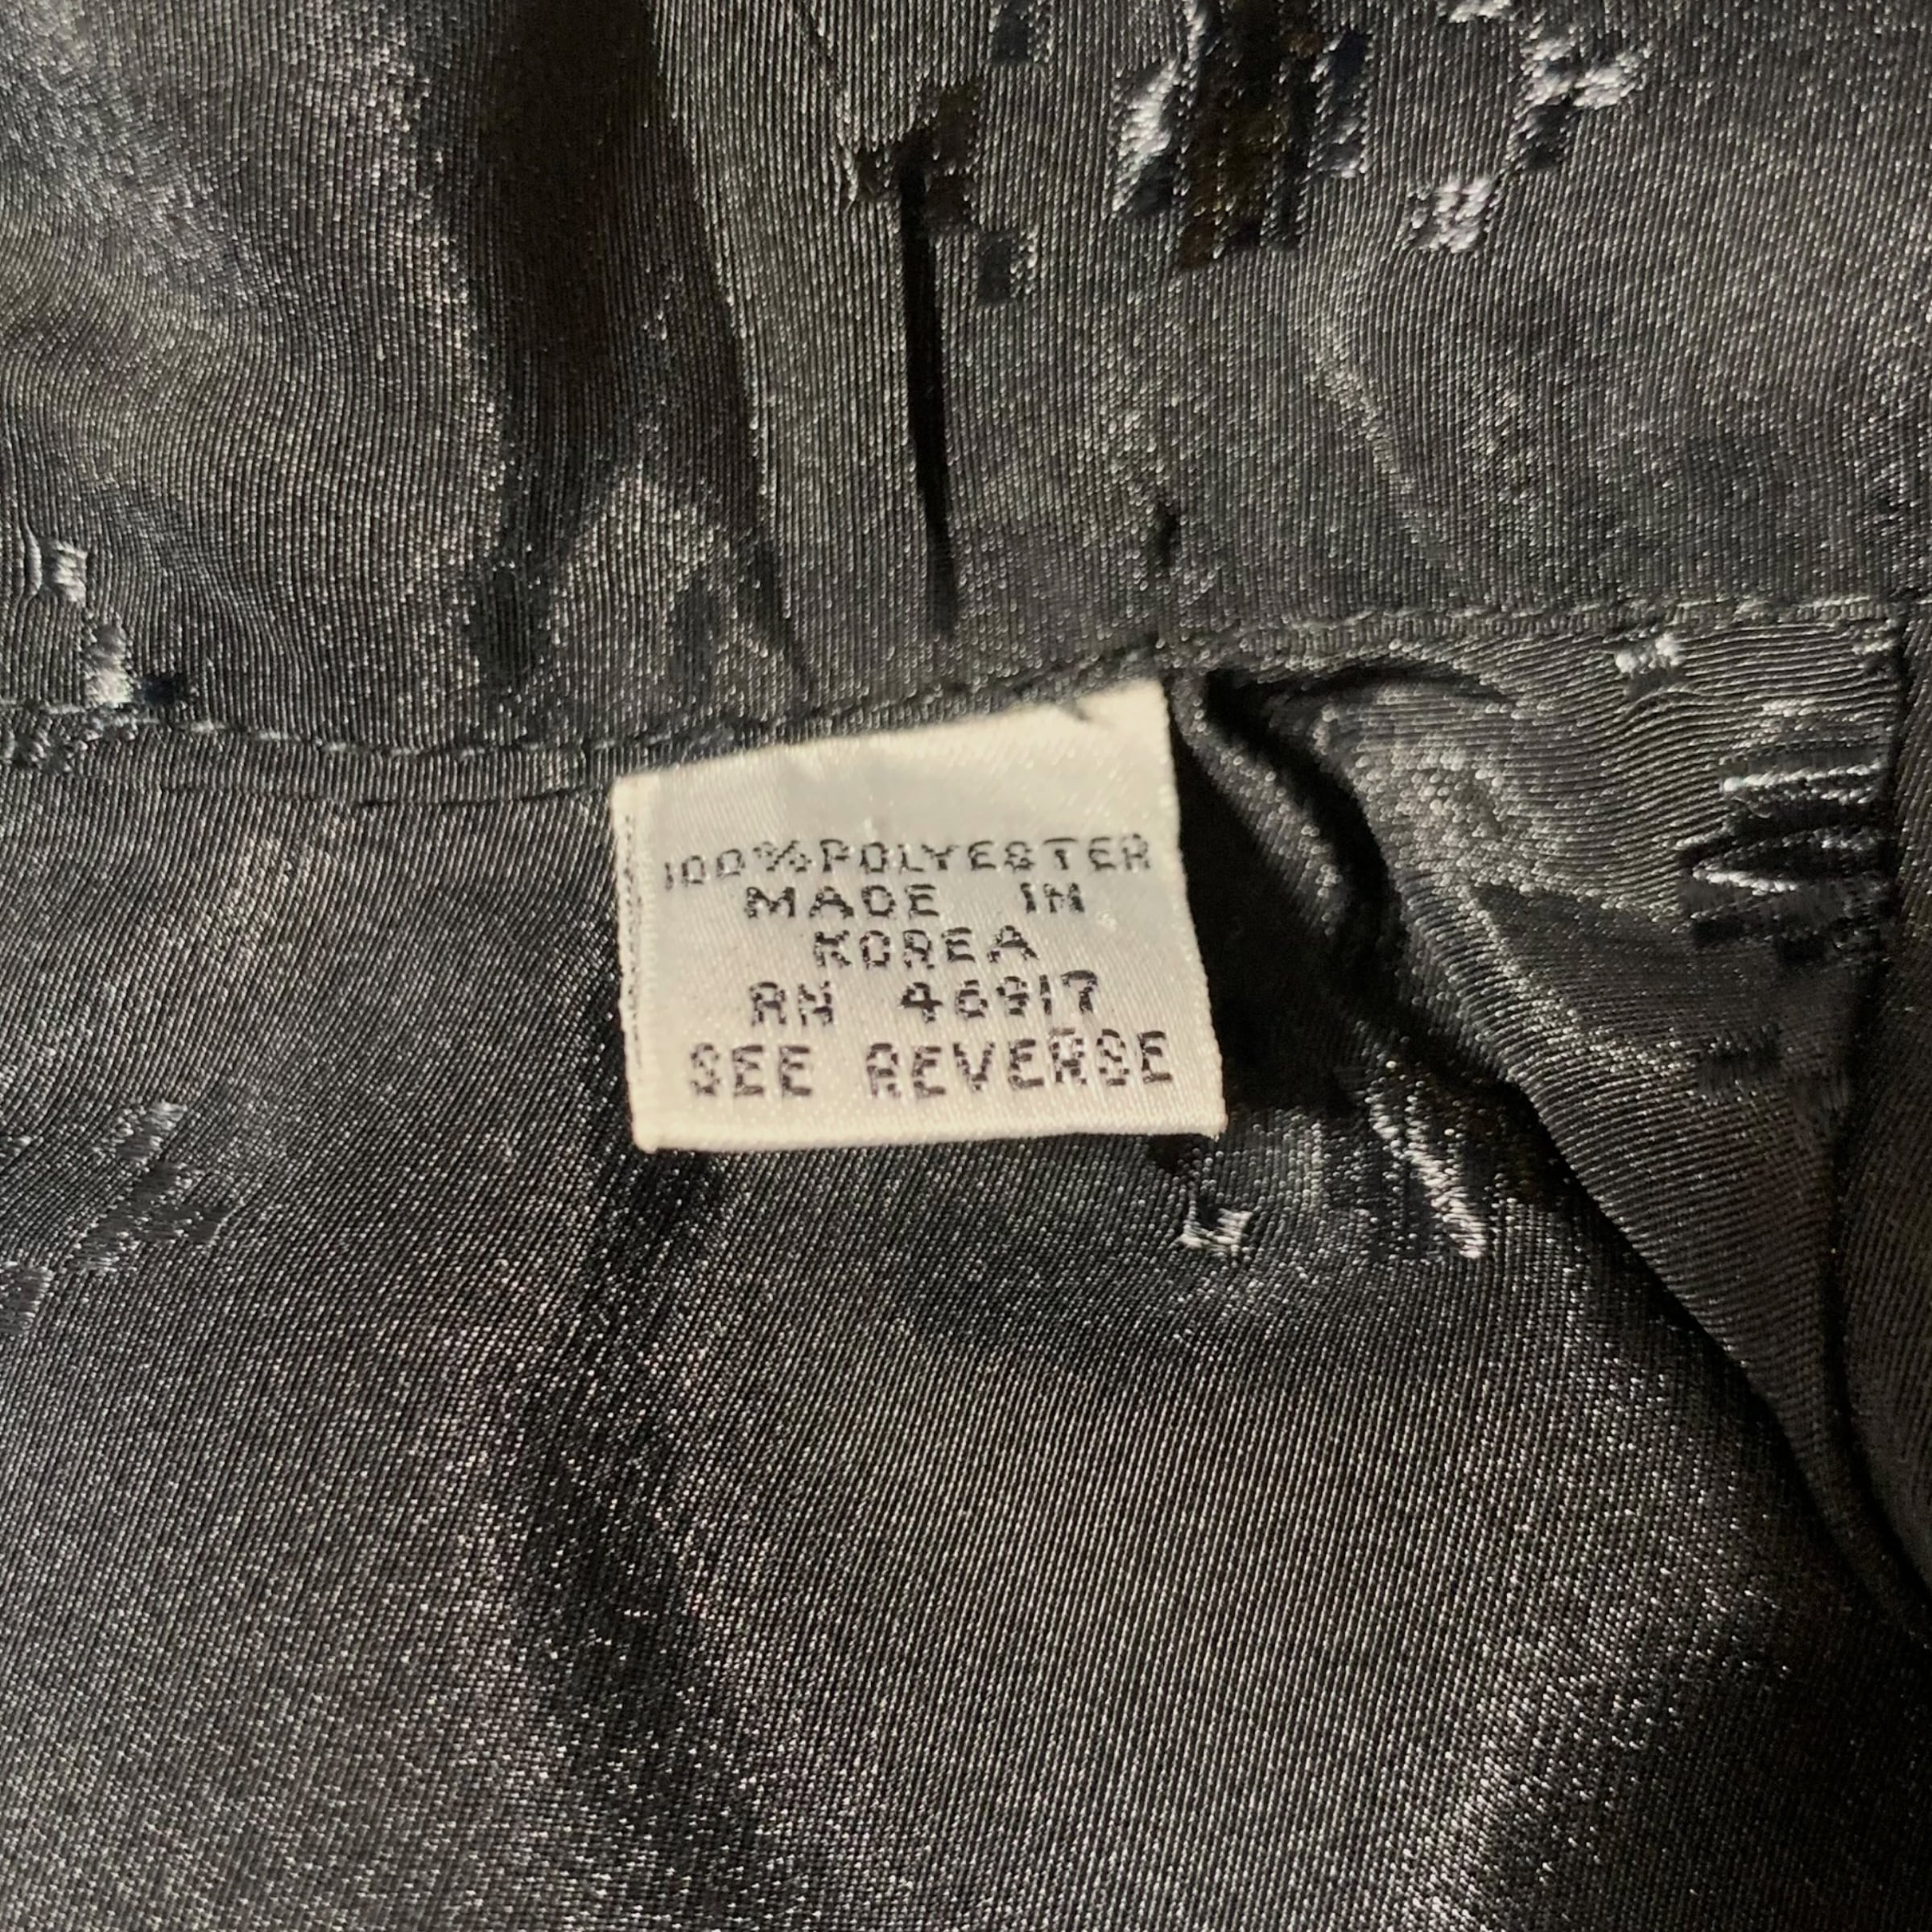 100%POLYESTER
MADE IN
KOREA
RN 46917
SEE REVERSE